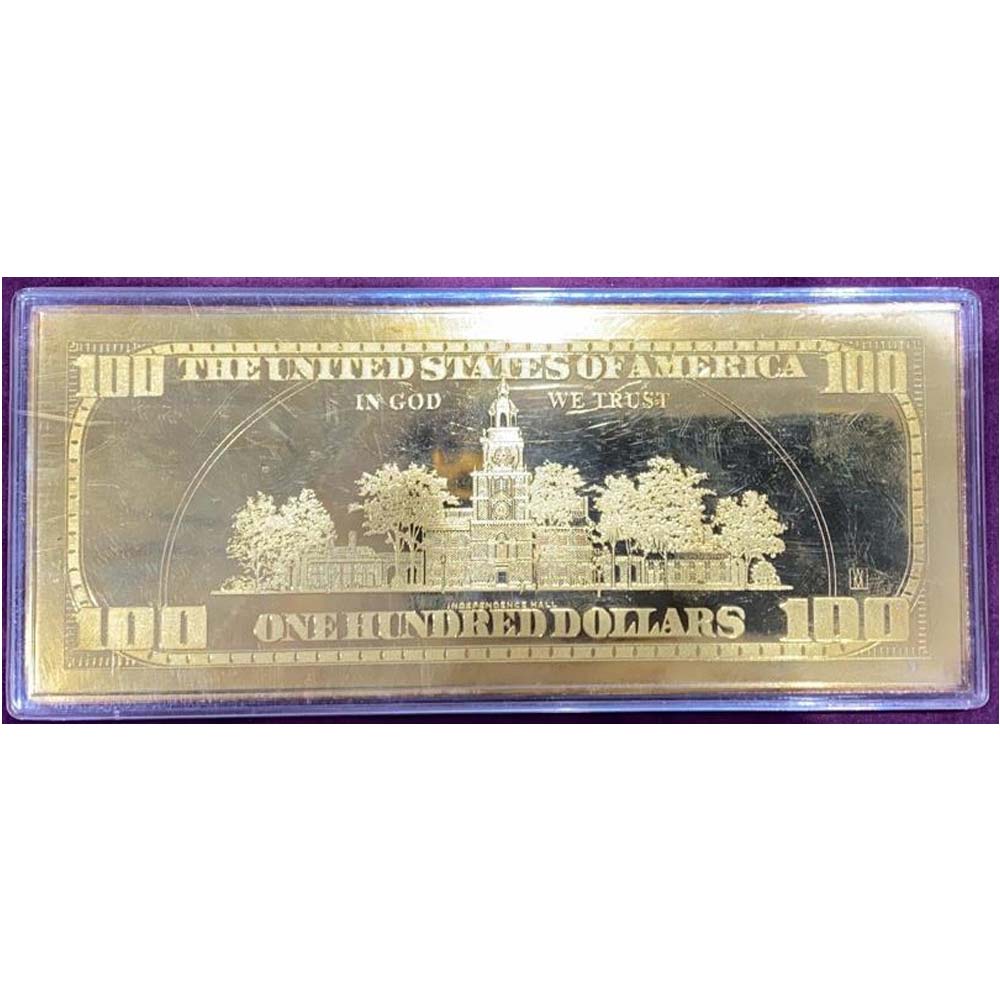 100 THE UNITED STATES OF AMERICA 100
IN GOD WE TRUST
INDEPENDENCE HALL
100 ONE HUNDRED DOLLARS 100